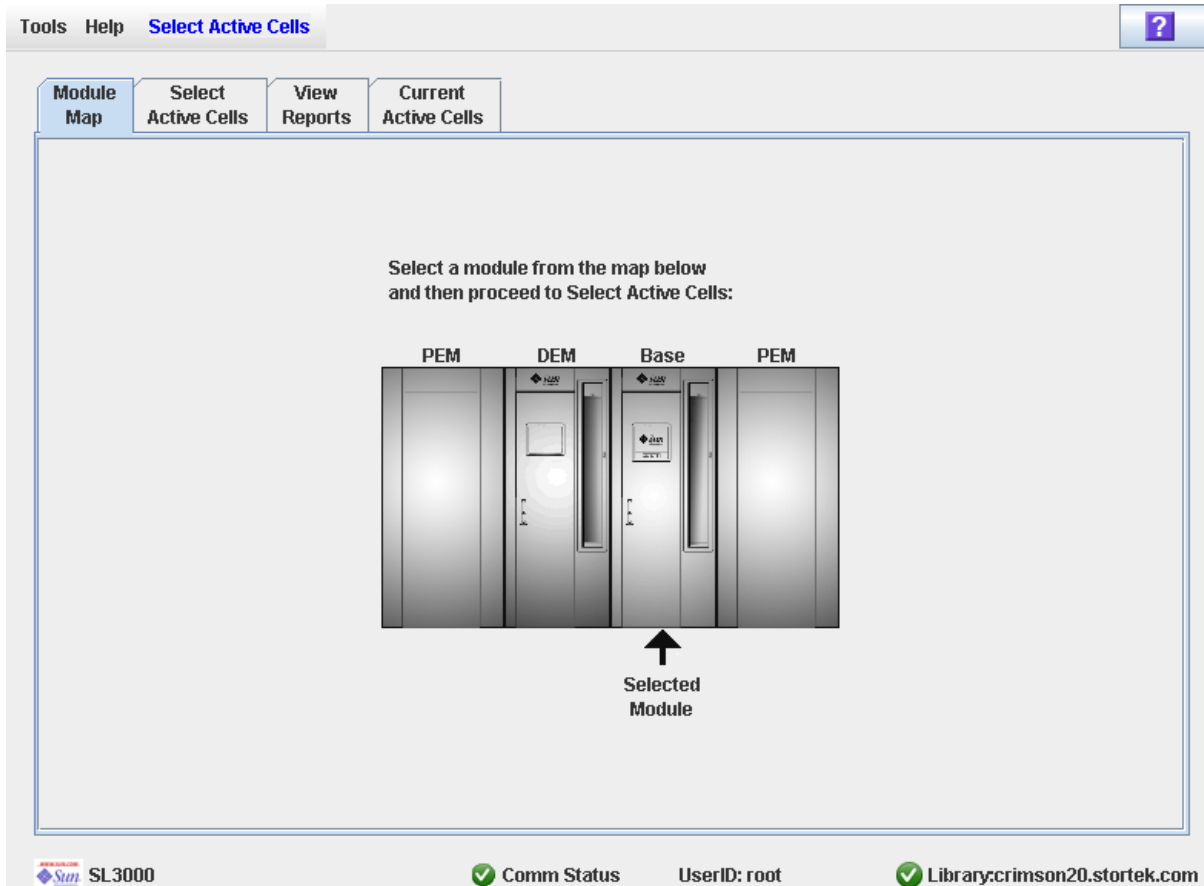 Tools Help Select Active Cells ?
Module Map
Select Active Cells
View Reports
Current Active Cells
Select a module from the map below
and then proceed to Select Active Cells:
PEM DEM Base PEM
Sun
Selected
Module
Sun SL3000 Comm Status UserID: root Library:crimson20.stortek.com